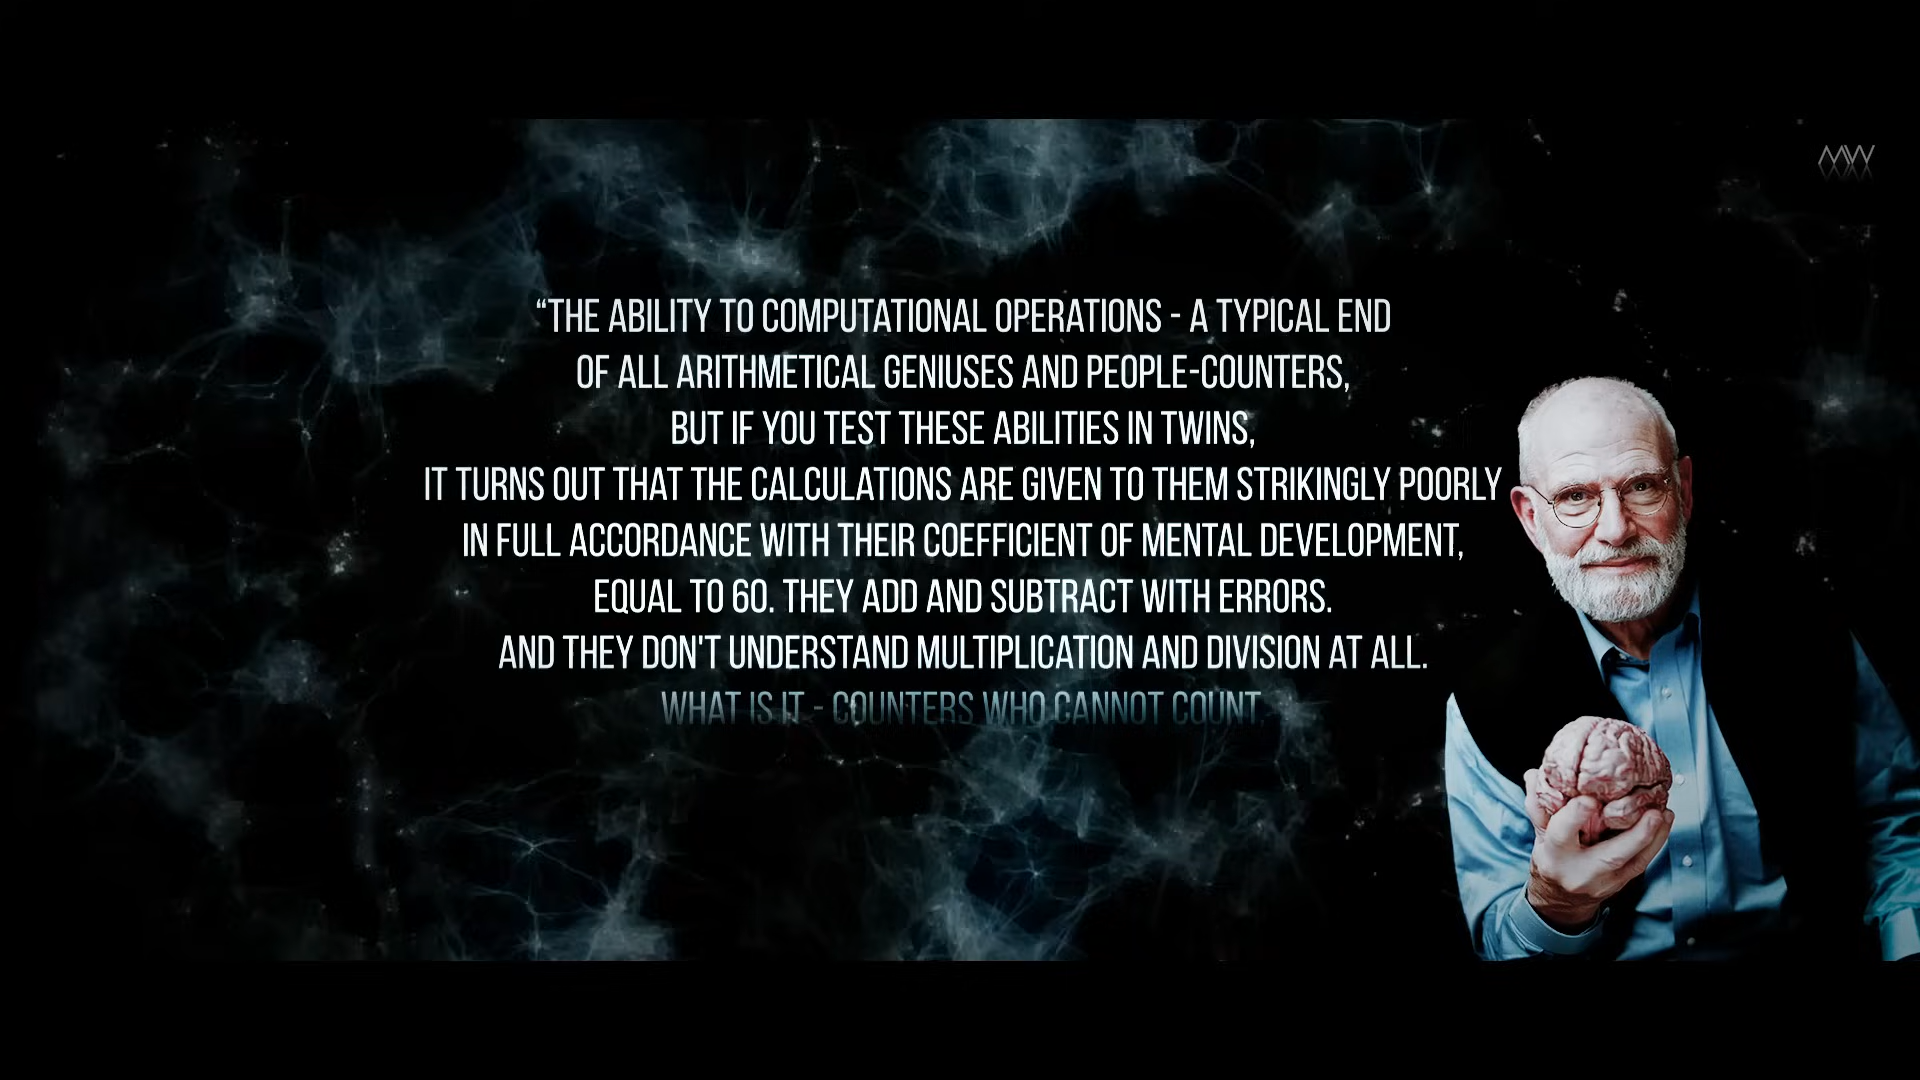 MW
“THE ABILITY TO COMPUTATIONAL OPERATIONS - A TYPICAL END
OF ALL ARITHMETICAL GENIUSES AND PEOPLE-COUNTERS,
BUT IF YOU TEST THESE ABILITIES IN TWINS,
IT TURNS OUT THAT THE CALCULATIONS ARE GIVEN TO THEM STRIKINGLY POORLY
IN FULL ACCORDANCE WITH THEIR COEFFICIENT OF MENTAL DEVELOPMENT,
EQUAL TO 60. THEY ADD AND SUBTRACT WITH ERRORS.
AND THEY DON'T UNDERSTAND MULTIPLICATION AND DIVISION AT ALL.
WHAT IS IT - COUNTERS WHO CANNOT COUNT